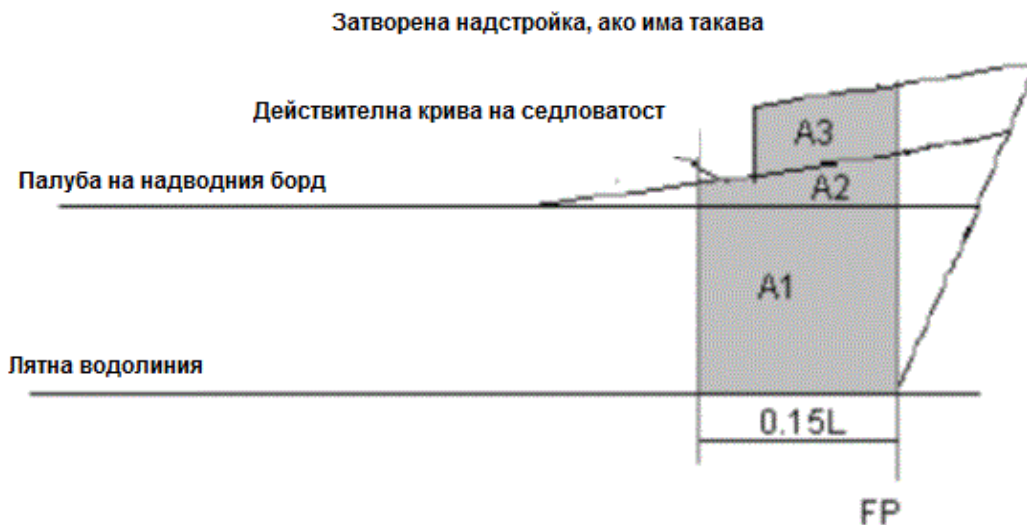 Затворена надстройка, ако има такава
Действителна крива на седловатост
A3
Палуба на надводния борд
A2
A1
Лятна водолиния
0.15L
FP